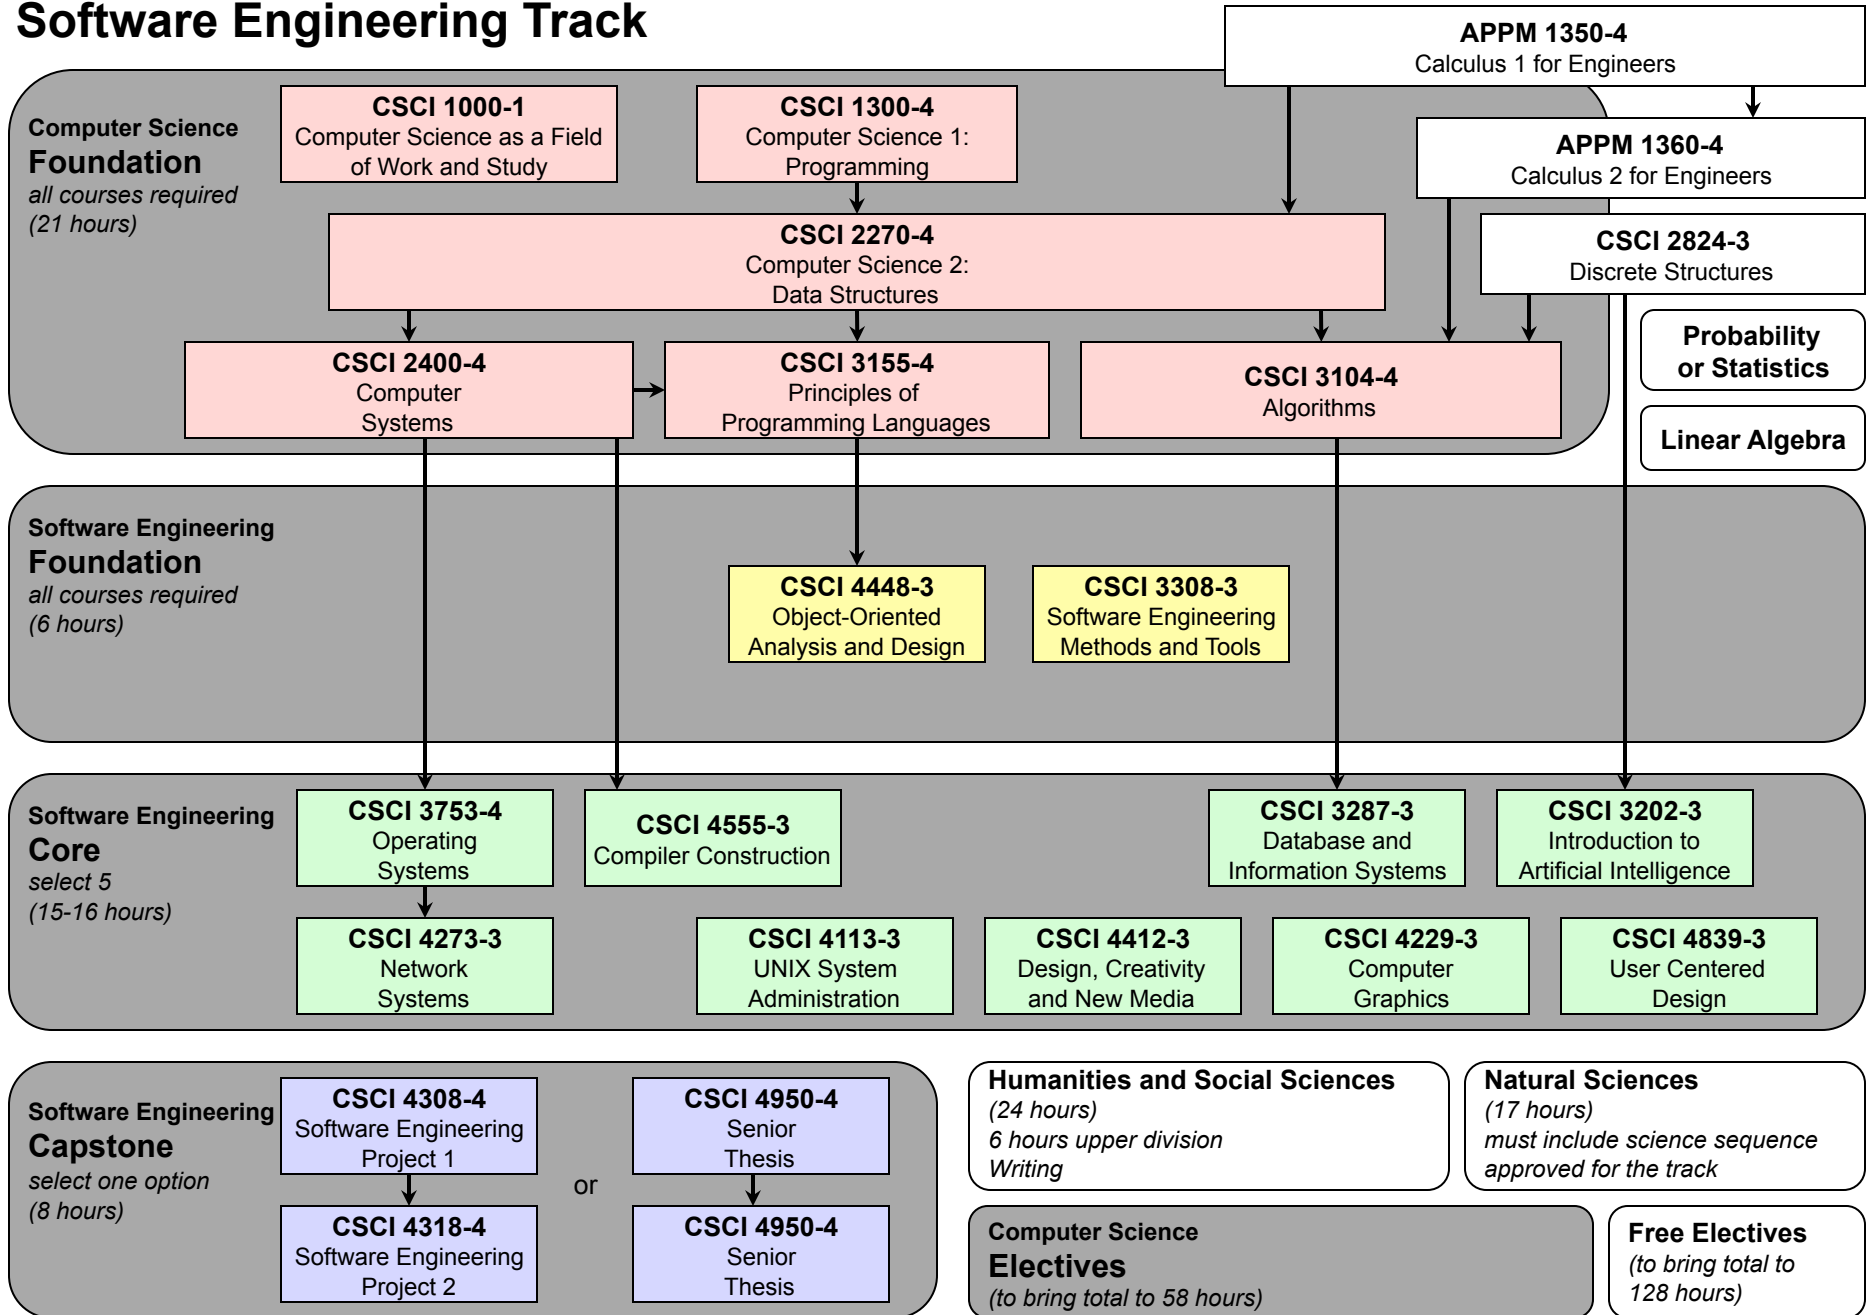 Software Engineering Track
APPM 1350-4
Calculus 1 for Engineers
Computer Science
Foundation
all courses required
(21 hours)
CSCI 1000-1
Computer Science as a Field
of Work and Study
CSCI 1300-4
Computer Science 1:
Programming
APPM 1360-4
Calculus 2 for Engineers
CSCI 2270-4
Computer Science 2:
Data Structures
CSCI 2824-3
Discrete Structures
CSCI 2400-4
Computer
Systems
CSCI 3155-4
Principles of
Programming Languages
CSCI 3104-4
Algorithms
Probability
or Statistics
Linear Algebra
Software Engineering
Foundation
all courses required
(6 hours)
CSCI 4448-3
Object-Oriented
Analysis and Design
CSCI 3308-3
Software Engineering
Methods and Tools
Software Engineering
Core
select 5
(15-16 hours)
CSCI 3753-4
Operating
Systems
CSCI 4555-3
Compiler Construction
CSCI 3287-3
Database and
Information Systems
CSCI 3202-3
Introduction to
Artificial Intelligence
CSCI 4273-3
Network
Systems
CSCI 4113-3
UNIX System
Administration
CSCI 4412-3
Design, Creativity
and New Media
CSCI 4229-3
Computer
Graphics
CSCI 4839-3
User Centered
Design
Software Engineering
Capstone
select one option
(8 hours)
CSCI 4308-4
Software Engineering
Project 1
or
CSCI 4950-4
Senior
Thesis
CSCI 4318-4
Software Engineering
Project 2
CSCI 4950-4
Senior
Thesis
Humanities and Social Sciences
(24 hours)
6 hours upper division
Writing
Natural Sciences
(17 hours)
must include science sequence
approved for the track
Computer Science
Electives
(to bring total to 58 hours)
Free Electives
(to bring total to
128 hours)